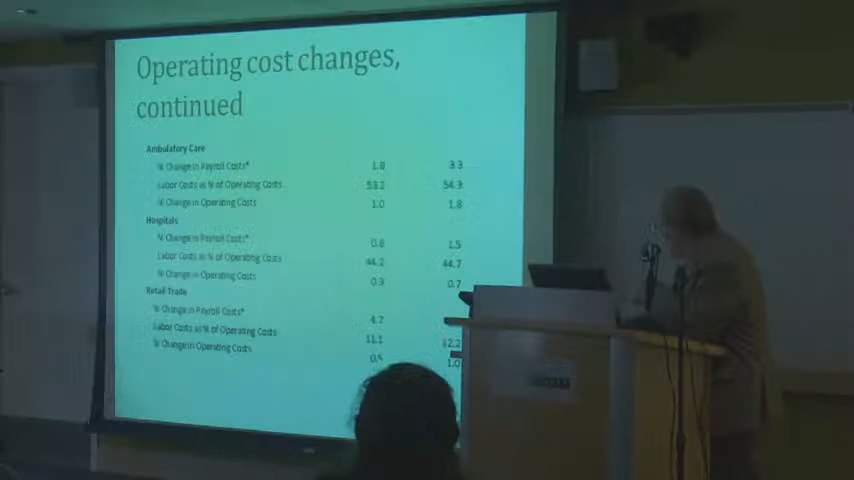 Operating cost changes,
continued
Ambulatory Care
% Change in Payroll Costs* 1.8 3.3
Labor Costs as % of Operating Costs 53.2 54.3
% Change in Operating Costs 1.0 1.8
Hospitals
% Change in Payroll Costs* 0.8 1.5
Labor Costs as % of Operating Costs 44.2 44.7
% Change in Operating Costs 0.3 0.7
Retail Trade
% Change in Payroll Costs* 4.7
Labor Costs as % of Operating Costs 11.1 12.2
% Change in Operating Costs 1.0